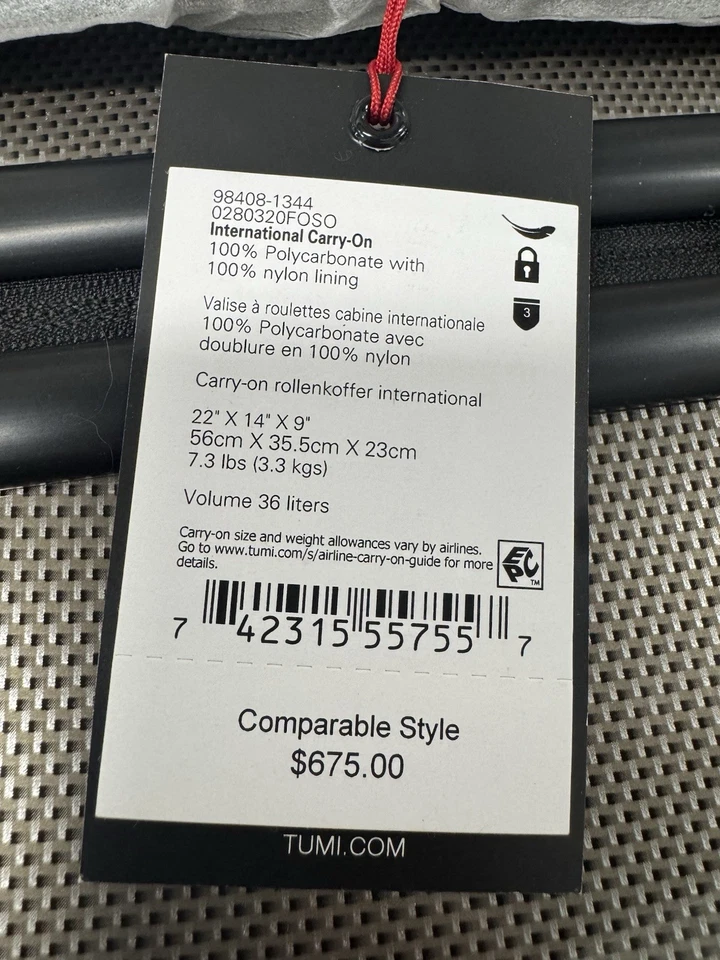 98408-1344
0280320FOSO
International Carry-On
100% Polycarbonate with
100% nylon lining
3
Valise à roulettes cabine internationale
100% Polycarbonate avec
doublure en 100% nylon
Carry-on rollenkoffer international
22" X 14" X 9"
56cm X 35.5cm X 23cm
7.3 lbs (3.3 kgs)
Volume 36 liters
Carry-on size and weight allowances vary by airlines.
Go to www.tumi.com/s/airline-carry-on-guide for more
details.
EPC TM
7 42315 55755 7
Comparable Style
$675.00
TUMI.COM